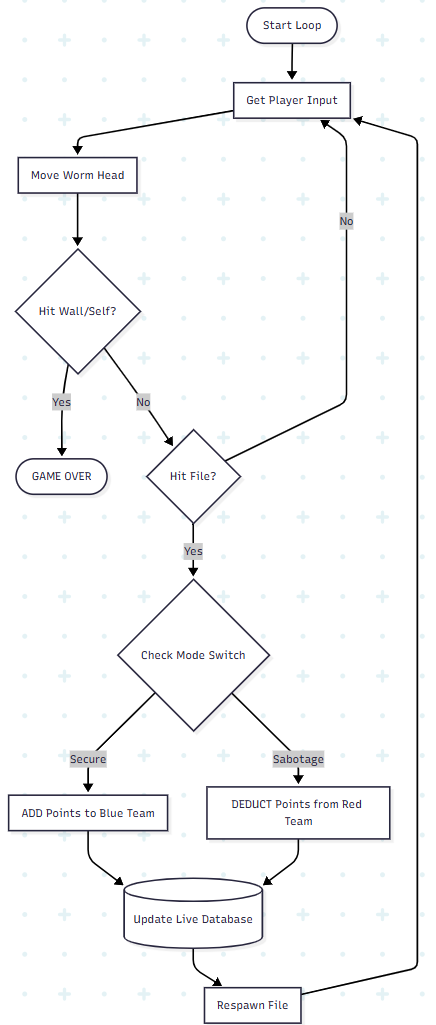 Start Loop
Get Player Input
Move Worm Head
No
Hit Wall/Self?
Yes
No
GAME OVER
Hit File?
Yes
Check Mode Switch
Secure
Sabotage
ADD Points to Blue Team
DEDUCT Points from Red
Team
Update Live Database
Respawn File